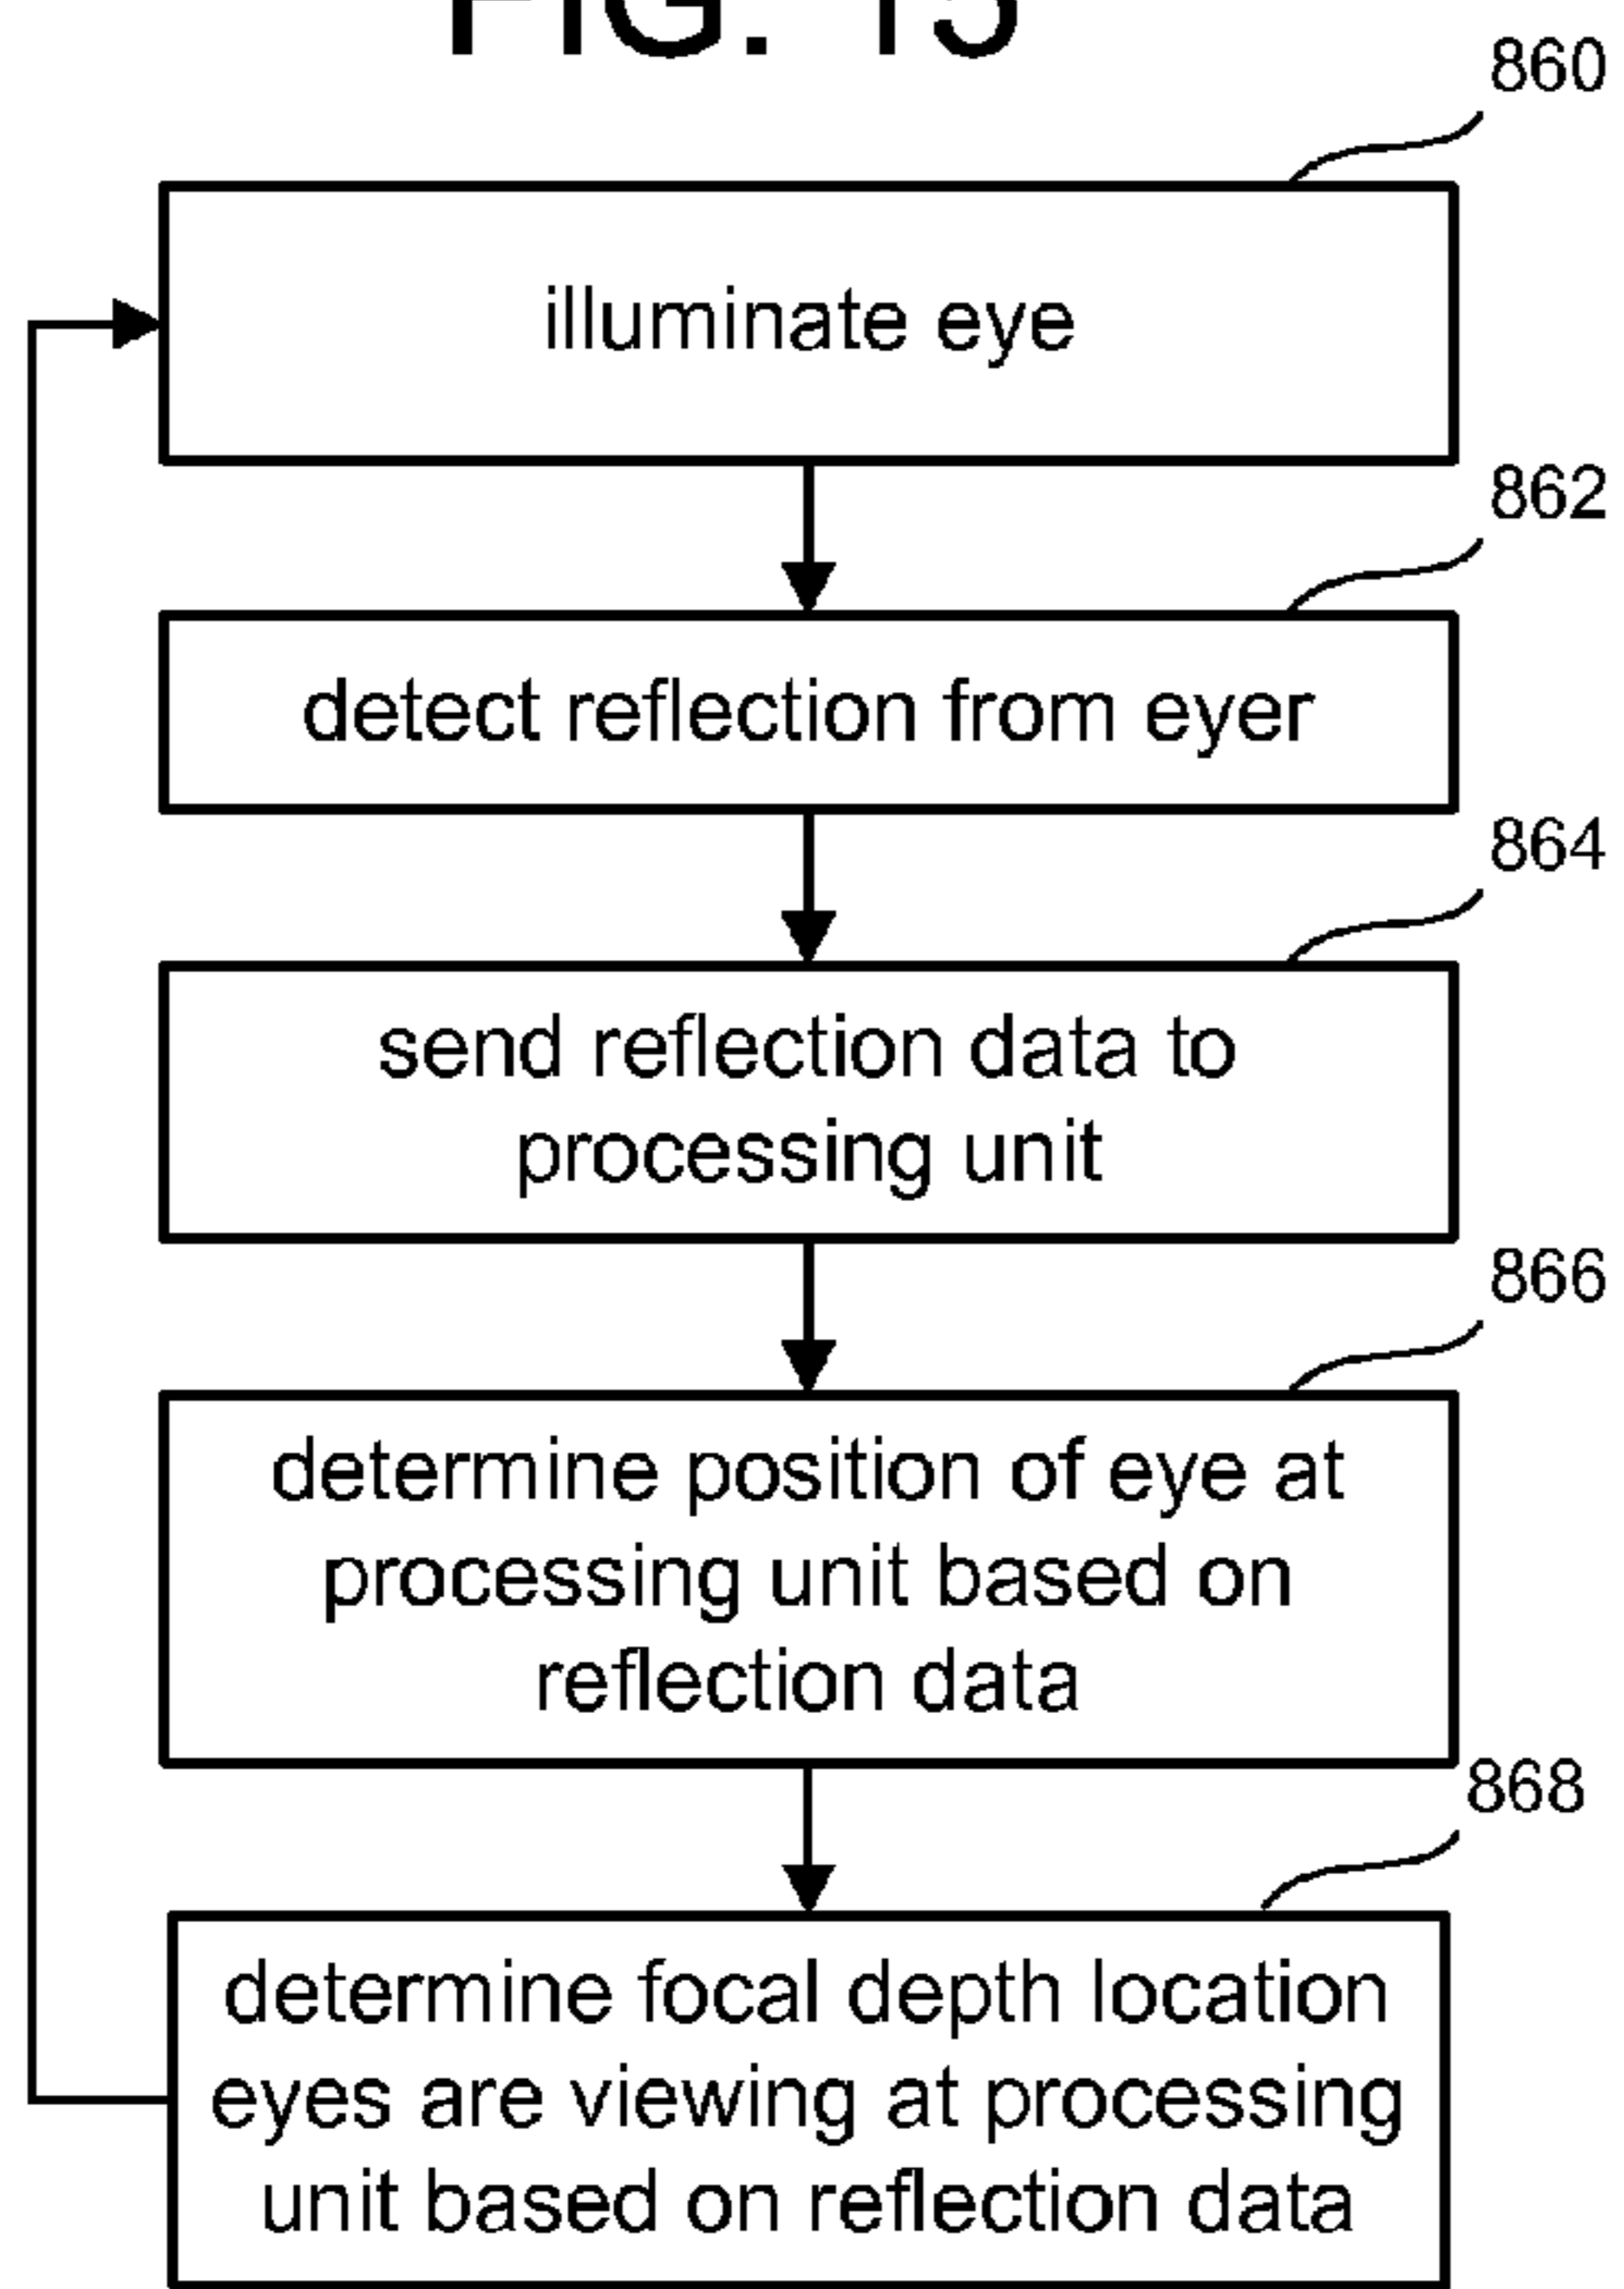 FIG. 15
860
illuminate eye
862
detect reflection from eyer
864
send reflection data to
processing unit
866
determine position of eye at
processing unit based on
reflection data
868
determine focal depth location
eyes are viewing at processing
unit based on reflection data